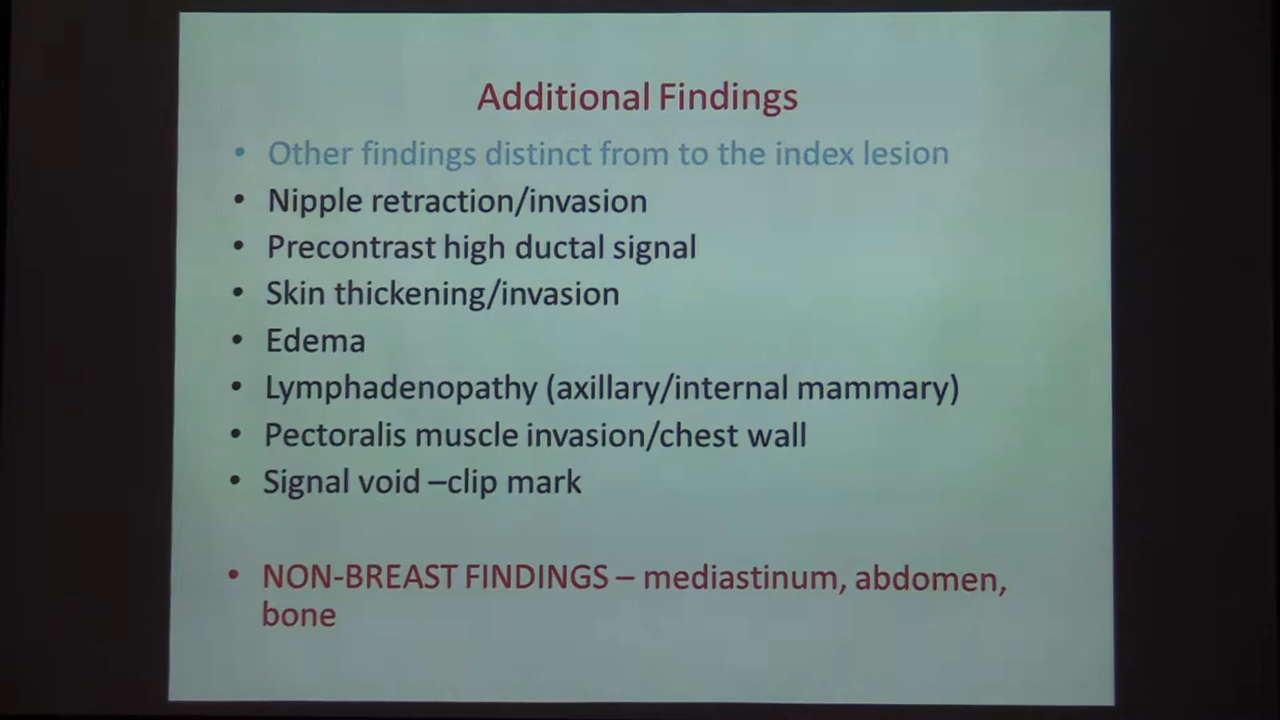 Additional Findings
• Other findings distinct from to the index lesion
• Nipple retraction/invasion
• Precontrast high ductal signal
• Skin thickening/invasion
• Edema
• Lymphadenopathy (axillary/internal mammary)
• Pectoralis muscle invasion/chest wall
• Signal void –clip mark
• NON-BREAST FINDINGS – mediastinum, abdomen,
bone